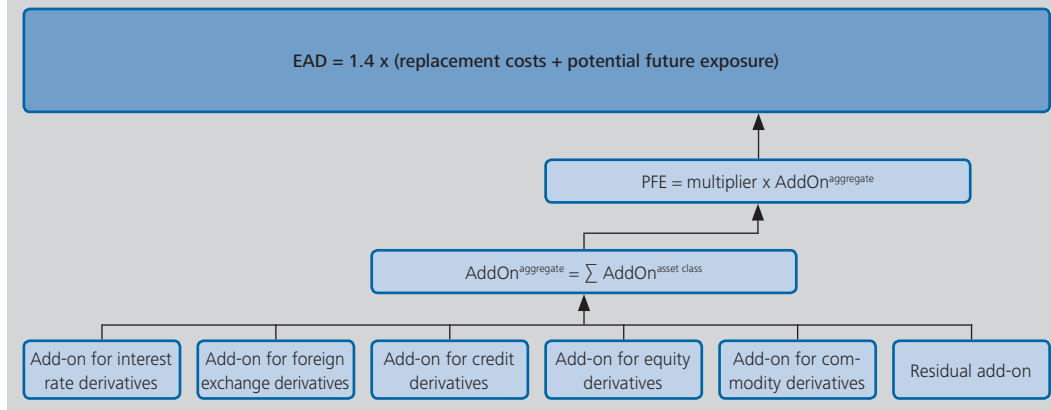 EAD = 1.4 x (replacement costs + potential future exposure)
PFE = multiplier x AddOn^aggregate
AddOn^aggregate = ∑ AddOn^asset class
Add-on for interest
rate derivatives
Add-on for foreign
exchange derivatives
Add-on for credit
derivatives
Add-on for equity
derivatives
Add-on for com-
modity derivatives
Residual add-on